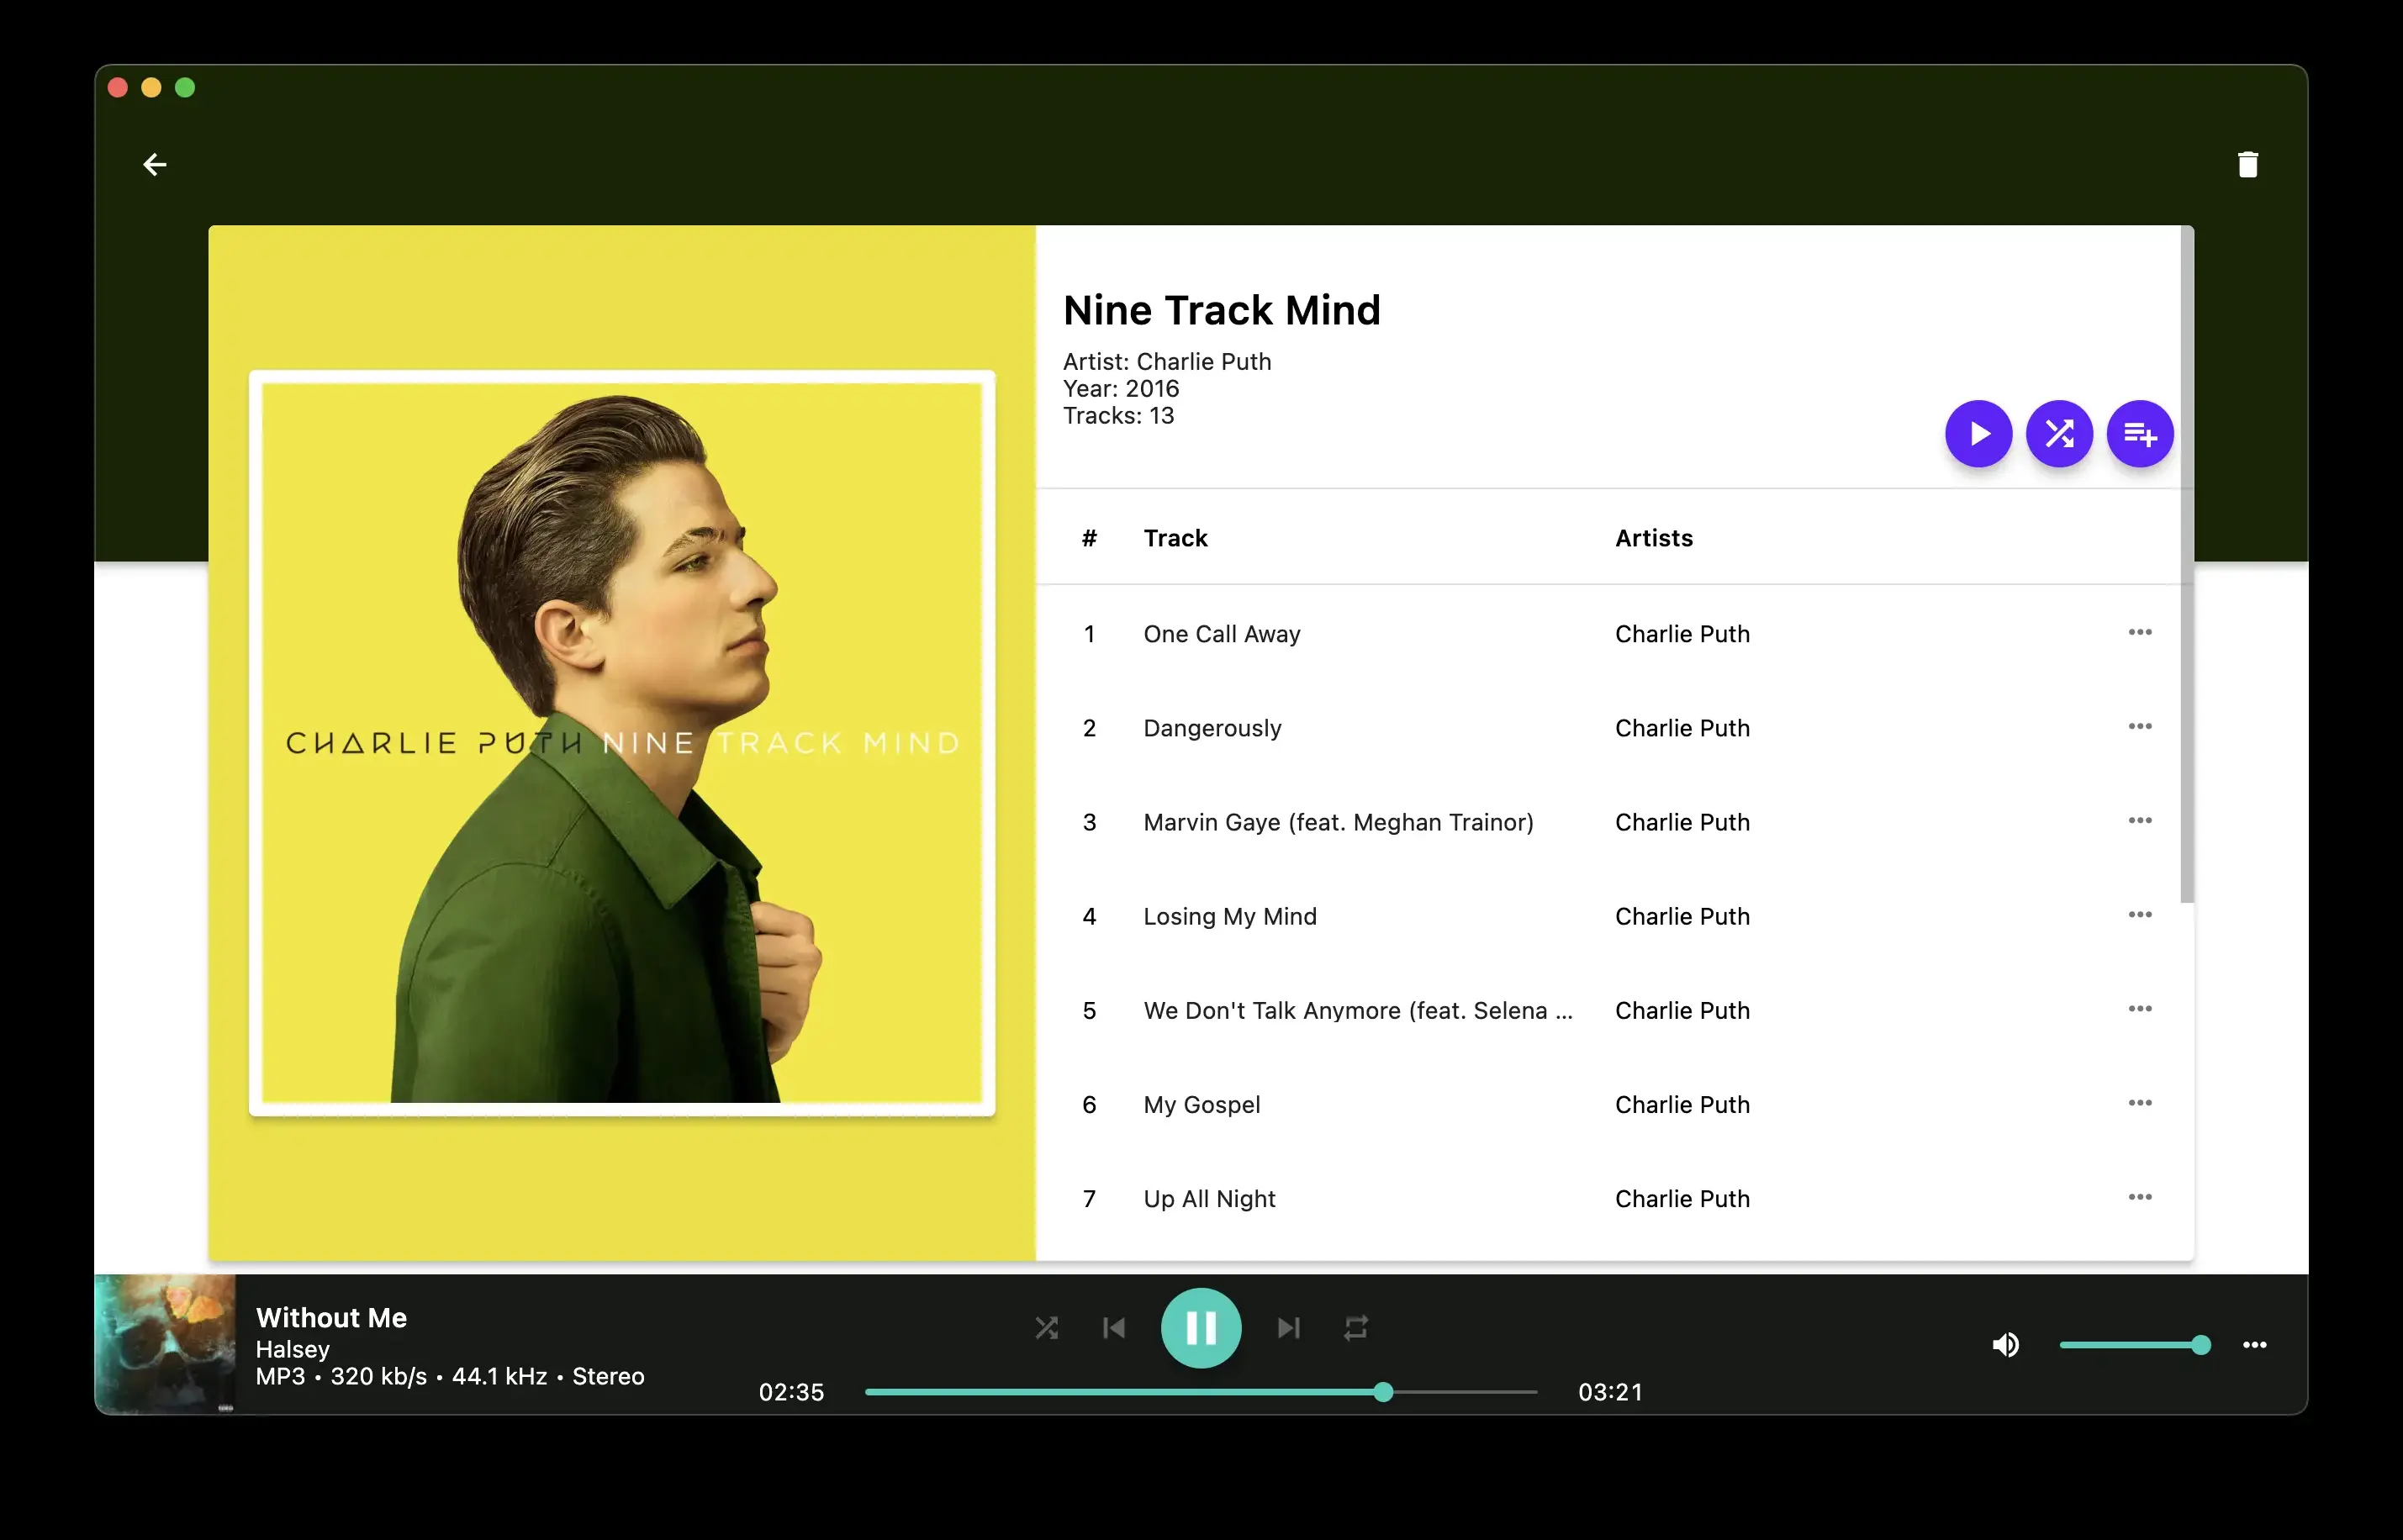 CHARLIE PUTH NINE TRACK MIND
Nine Track Mind
Artist: Charlie Puth
Year: 2016
Tracks: 13
# Track Artists
1 One Call Away Charlie Puth
2 Dangerously Charlie Puth
3 Marvin Gaye (feat. Meghan Trainor) Charlie Puth
4 Losing My Mind Charlie Puth
5 We Don't Talk Anymore (feat. Selena ... Charlie Puth
6 My Gospel Charlie Puth
7 Up All Night Charlie Puth
Without Me
Halsey
MP3 • 320 kb/s • 44.1 kHz • Stereo
02:35 03:21